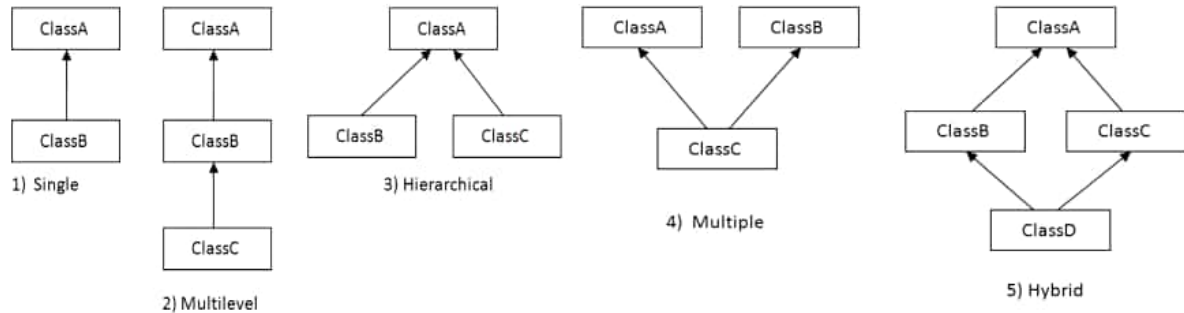 ClassA
ClassB
1) Single
ClassA
ClassB
ClassC
2) Multilevel
ClassA
ClassB
ClassC
3) Hierarchical
ClassA
ClassB
ClassC
4) Multiple
ClassA
ClassB
ClassC
ClassD
5) Hybrid